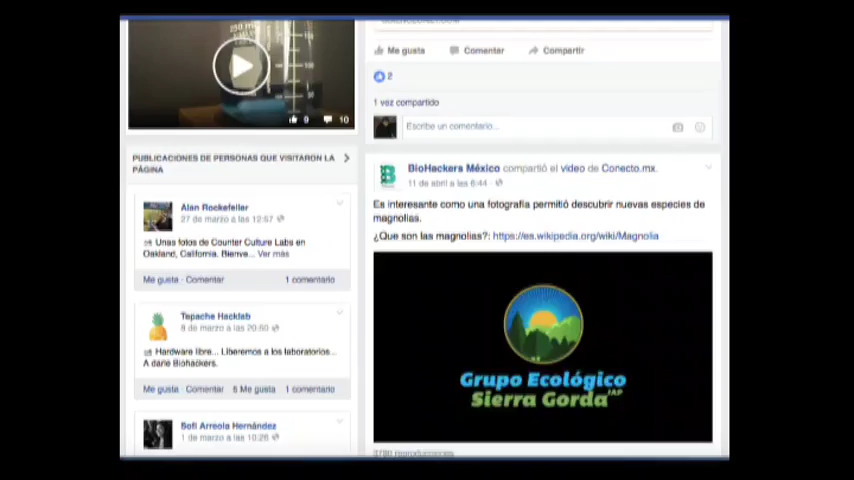 9 10
PUBLICACIONES DE PERSONAS QUE VISITARON LA
PÁGINA
Alan Rockefeller
27 de marzo a las 12:57
Unas fotos de Counter Culture Labs en
Oakland, California. Bienve... Ver más
Me gusta · Comentar 1 comentario
Tepache Hacklab
8 de marzo a las 20:50
Hardware libre... Liberemos a los laboratorios...
A darle Biohackers.
Me gusta · Comentar 6 Me gusta 1 comentario
Sofi Arreola Hernández
1 de marzo a las 10:26
Me gusta Comentar Compartir
2
1 vez compartido
Escribe un comentario...
BioHackers México compartió el video de Conecto.mx.
11 de abril a las 6:44 ·
Es interesante como una fotografía permitió descubrir nuevas especies de
magnolias.
¿Que son las magnolias?: https://es.wikipedia.org/wiki/Magnolia
Grupo Ecológico
Sierra Gorda IAP
reproducciones